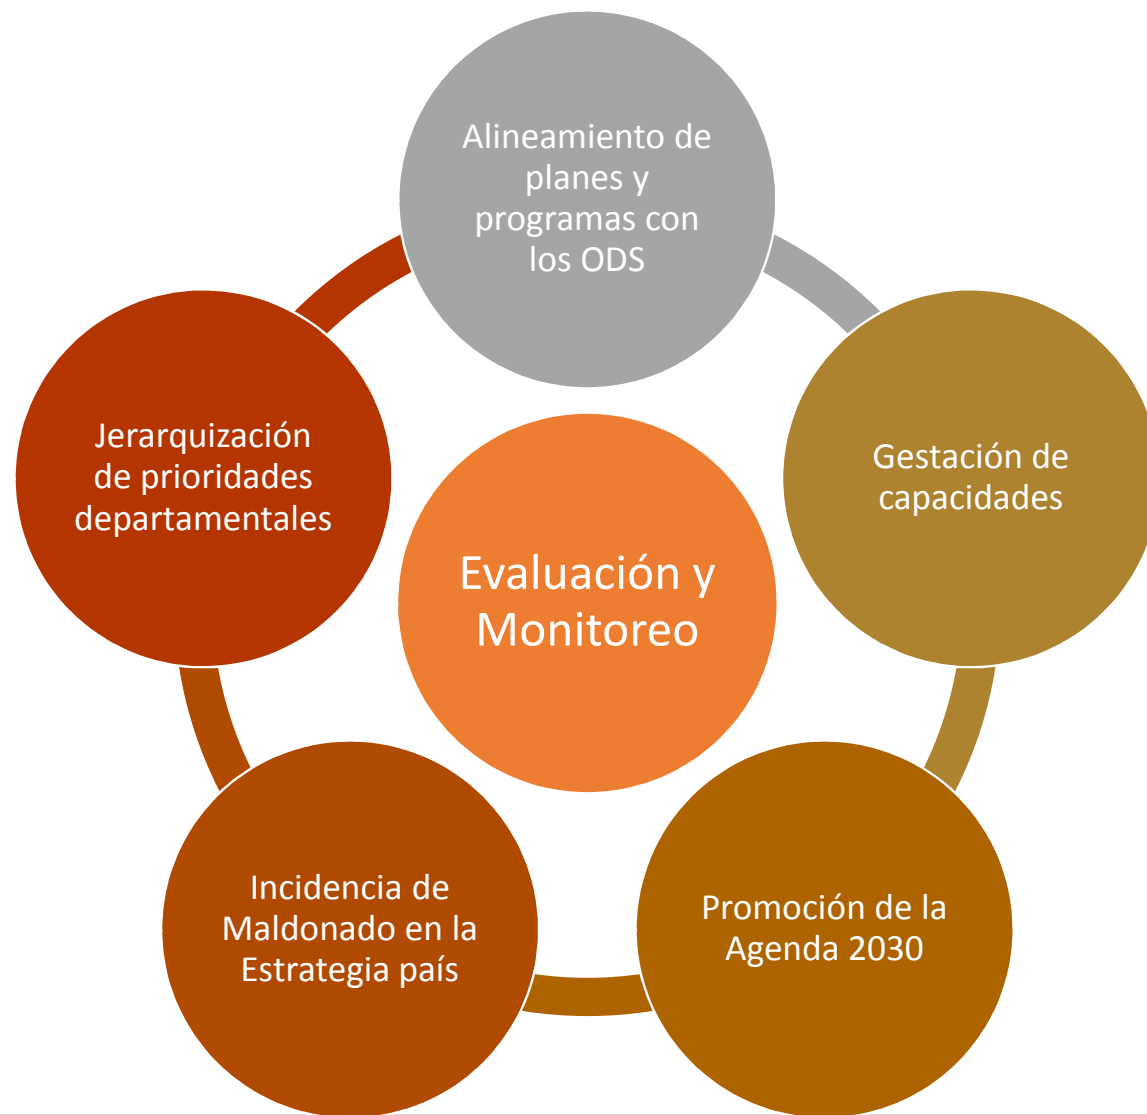 Alineamiento de
planes y
programas con
los ODS
Gestación de
capacidades
Promoción de la
Agenda 2030
Incidencia de
Maldonado en la
Estrategia país
Jerarquización
de prioridades
departamentales
Evaluación y
Monitoreo